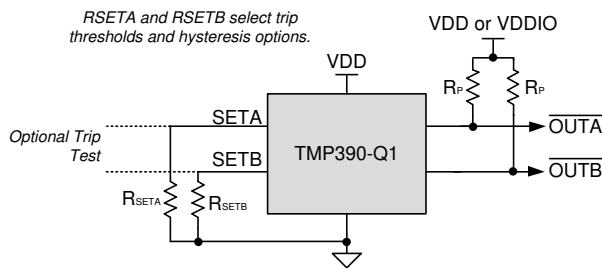 RSETA and RSETB select trip
thresholds and hysteresis options.
VDD or VDDIO
VDD
RP
RP
SETA
OUTA
Optional Trip
Test
SETB
TMP390-Q1
OUTB
RSETA
RSETB